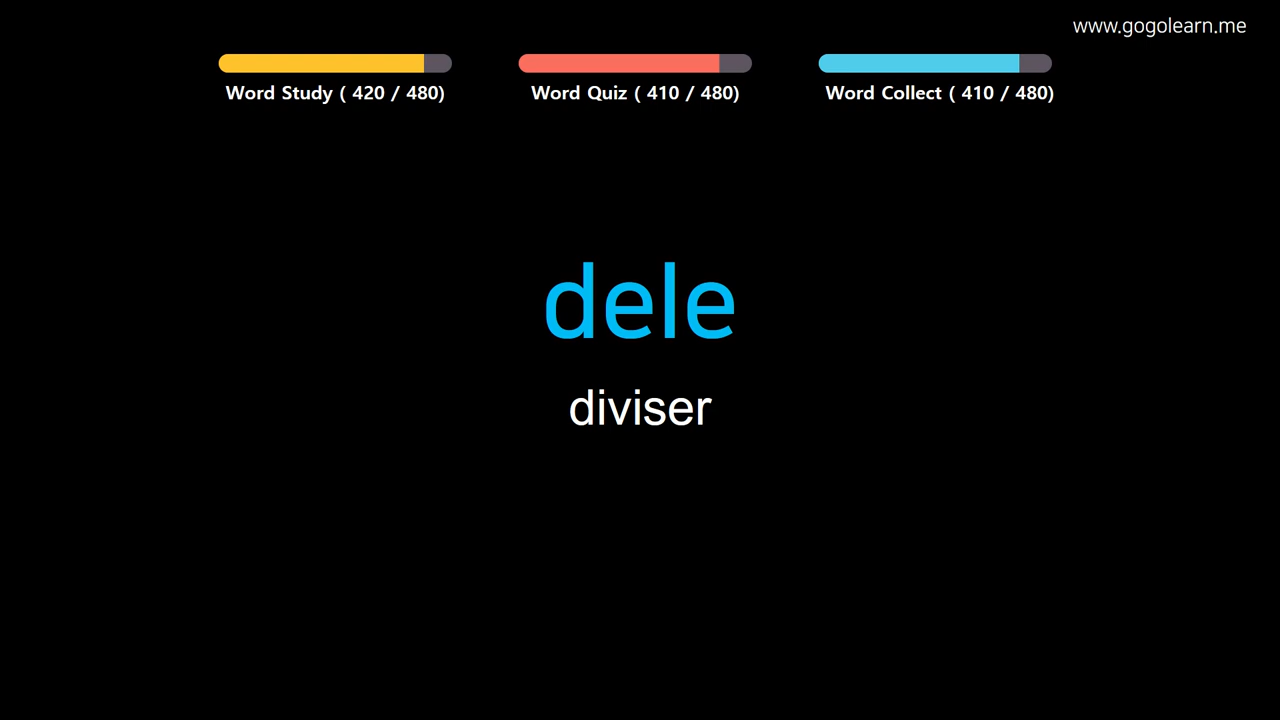 www.gogolearn.me
Word Study ( 420 / 480)
Word Quiz ( 410 / 480)
Word Collect ( 410 / 480)
dele
diviser